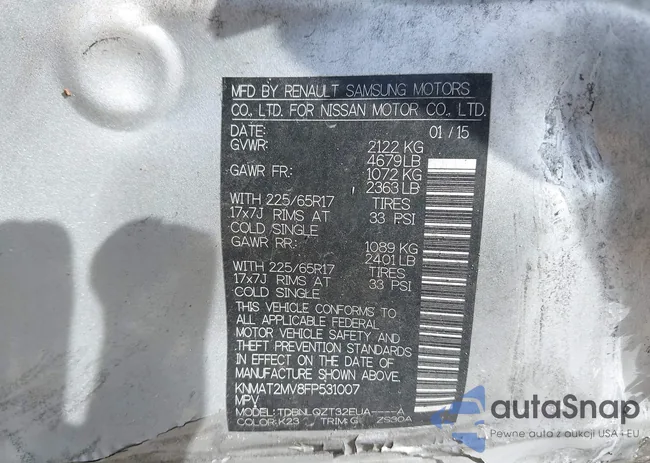 MFD BY RENAULT SAMSUNG MOTORS
CO., LTD. FOR NISSAN MOTOR CO., LTD.
DATE: 01 / 15
GVWR: 2122 KG
4679 LB
GAWR FR: 1072 KG
2363 LB
WITH 225/65R17 TIRES
17x7J RIMS AT 33 PSI
COLD SINGLE
GAWR RR: 1089 KG
2401 LB
WITH 225/65R17 TIRES
17x7J RIMS AT 33 PSI
COLD SINGLE
THIS VEHICLE CONFORMS TO
ALL APPLICABLE FEDERAL
MOTOR VEHICLE SAFETY AND
THEFT PREVENTION STANDARDS
IN EFFECT ON THE DATE OF
MANUFACTURE SHOWN ABOVE.
KNMAT2MV8FP531007
MPV
MODEL: TDBNLQZT32EUA----A
COLOR: K23 TRIM: G ZS30A
autoSnap
Pewne auta z aukcji USA i EU